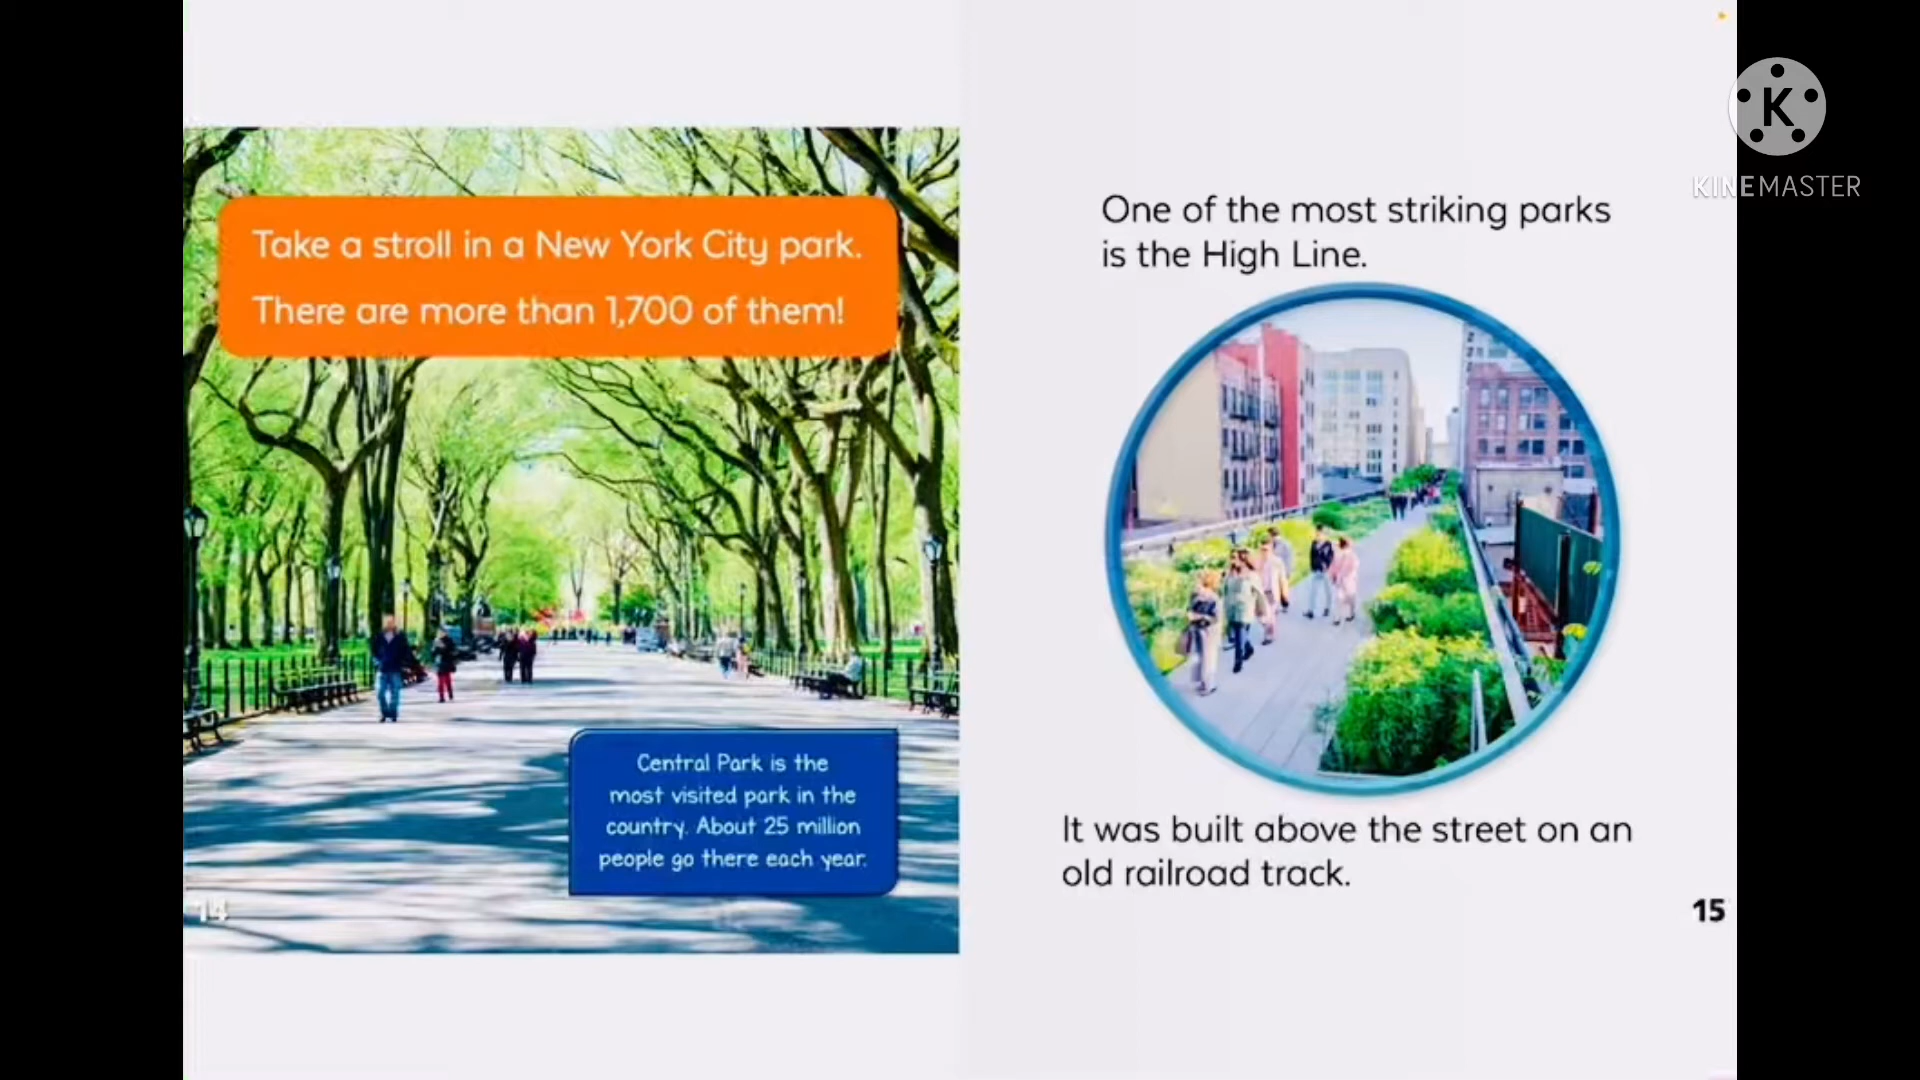 Take a stroll in a New York City park.
There are more than 1,700 of them!
Central Park is the
most visited park in the
country. About 25 million
people go there each year.
14
One of the most striking parks
is the High Line.
It was built above the street on an
old railroad track.
15
K
KINEMASTER